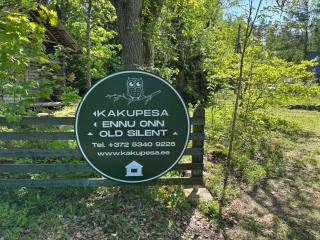 KAKUPESA
ENNU ONN
OLD SILENT
Tel. +372 5340 9225
www.kakupesa.ee